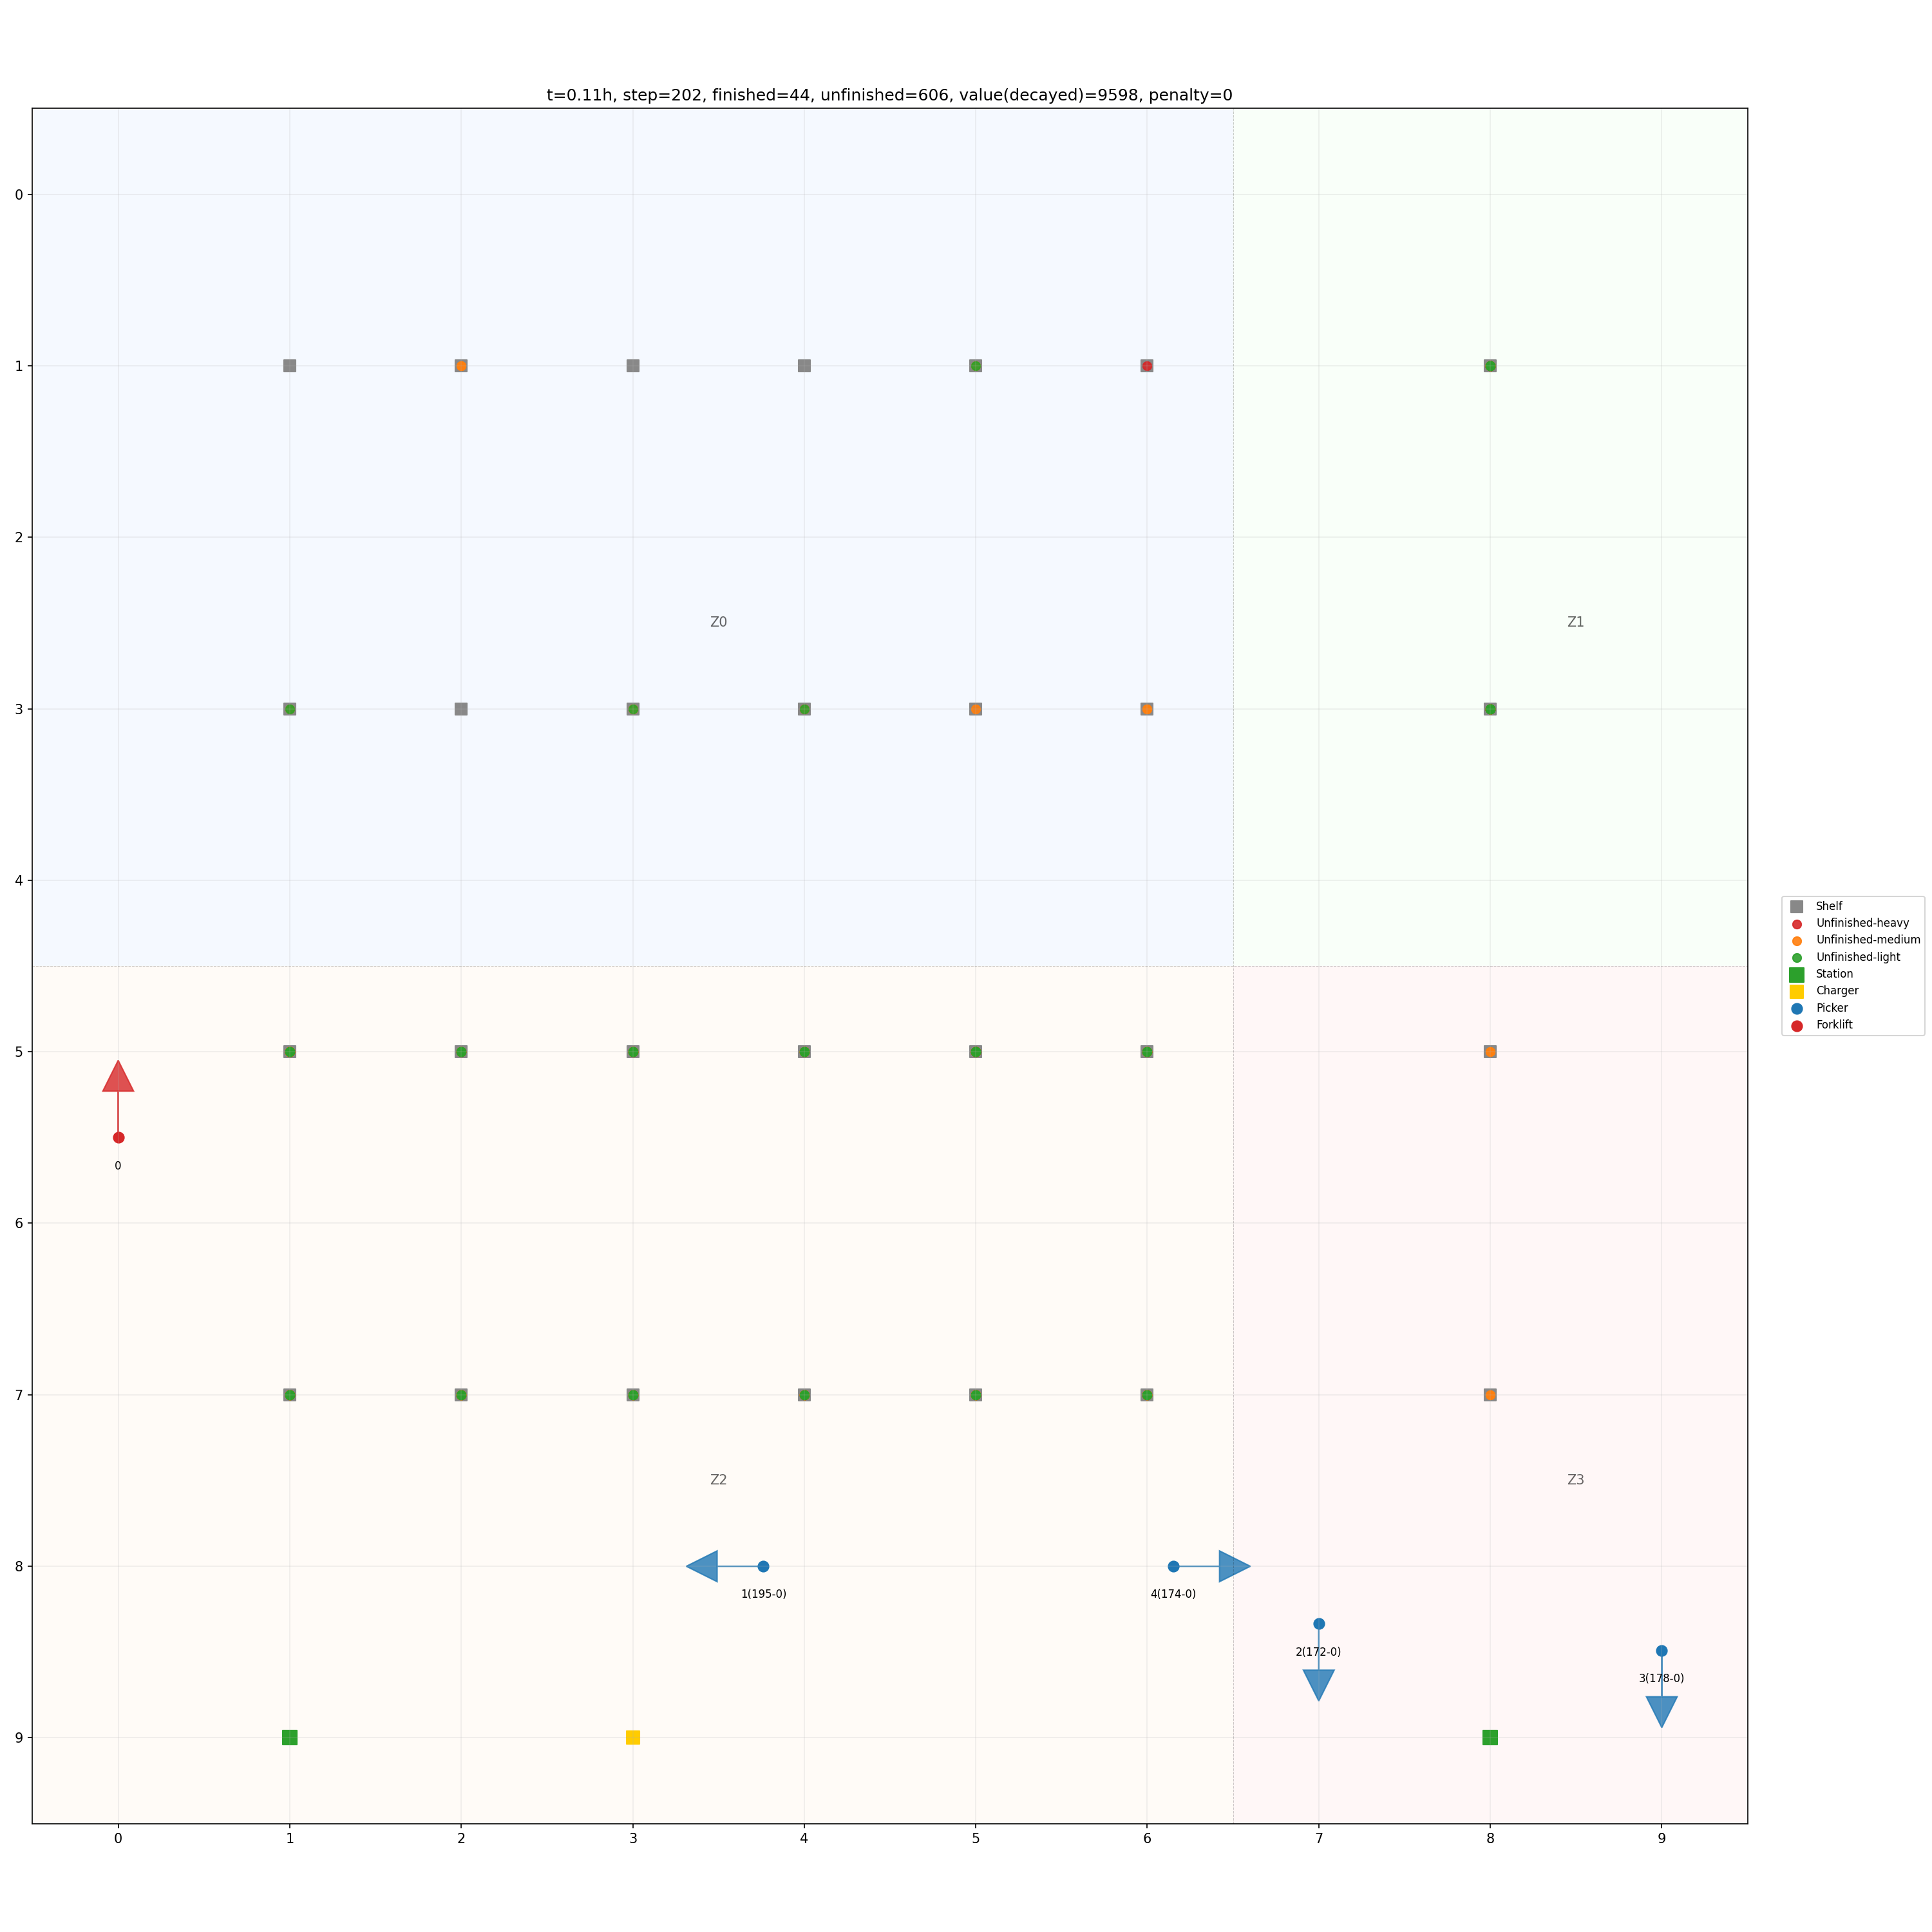 t=0.11h, step=202, finished=44, unfinished=606, value(decayed)=9598, penalty=0
0
1
2
Z0
Z1
3
4
Shelf
Unfinished-heavy
Unfinished-medium
Unfinished-light
Station
Charger
Picker
Forklift
5
0
6
7
Z2
Z3
8
1(195-0)
4(174-0)
2(172-0)
3(178-0)
9
0
1
2
3
4
5
6
7
8
9